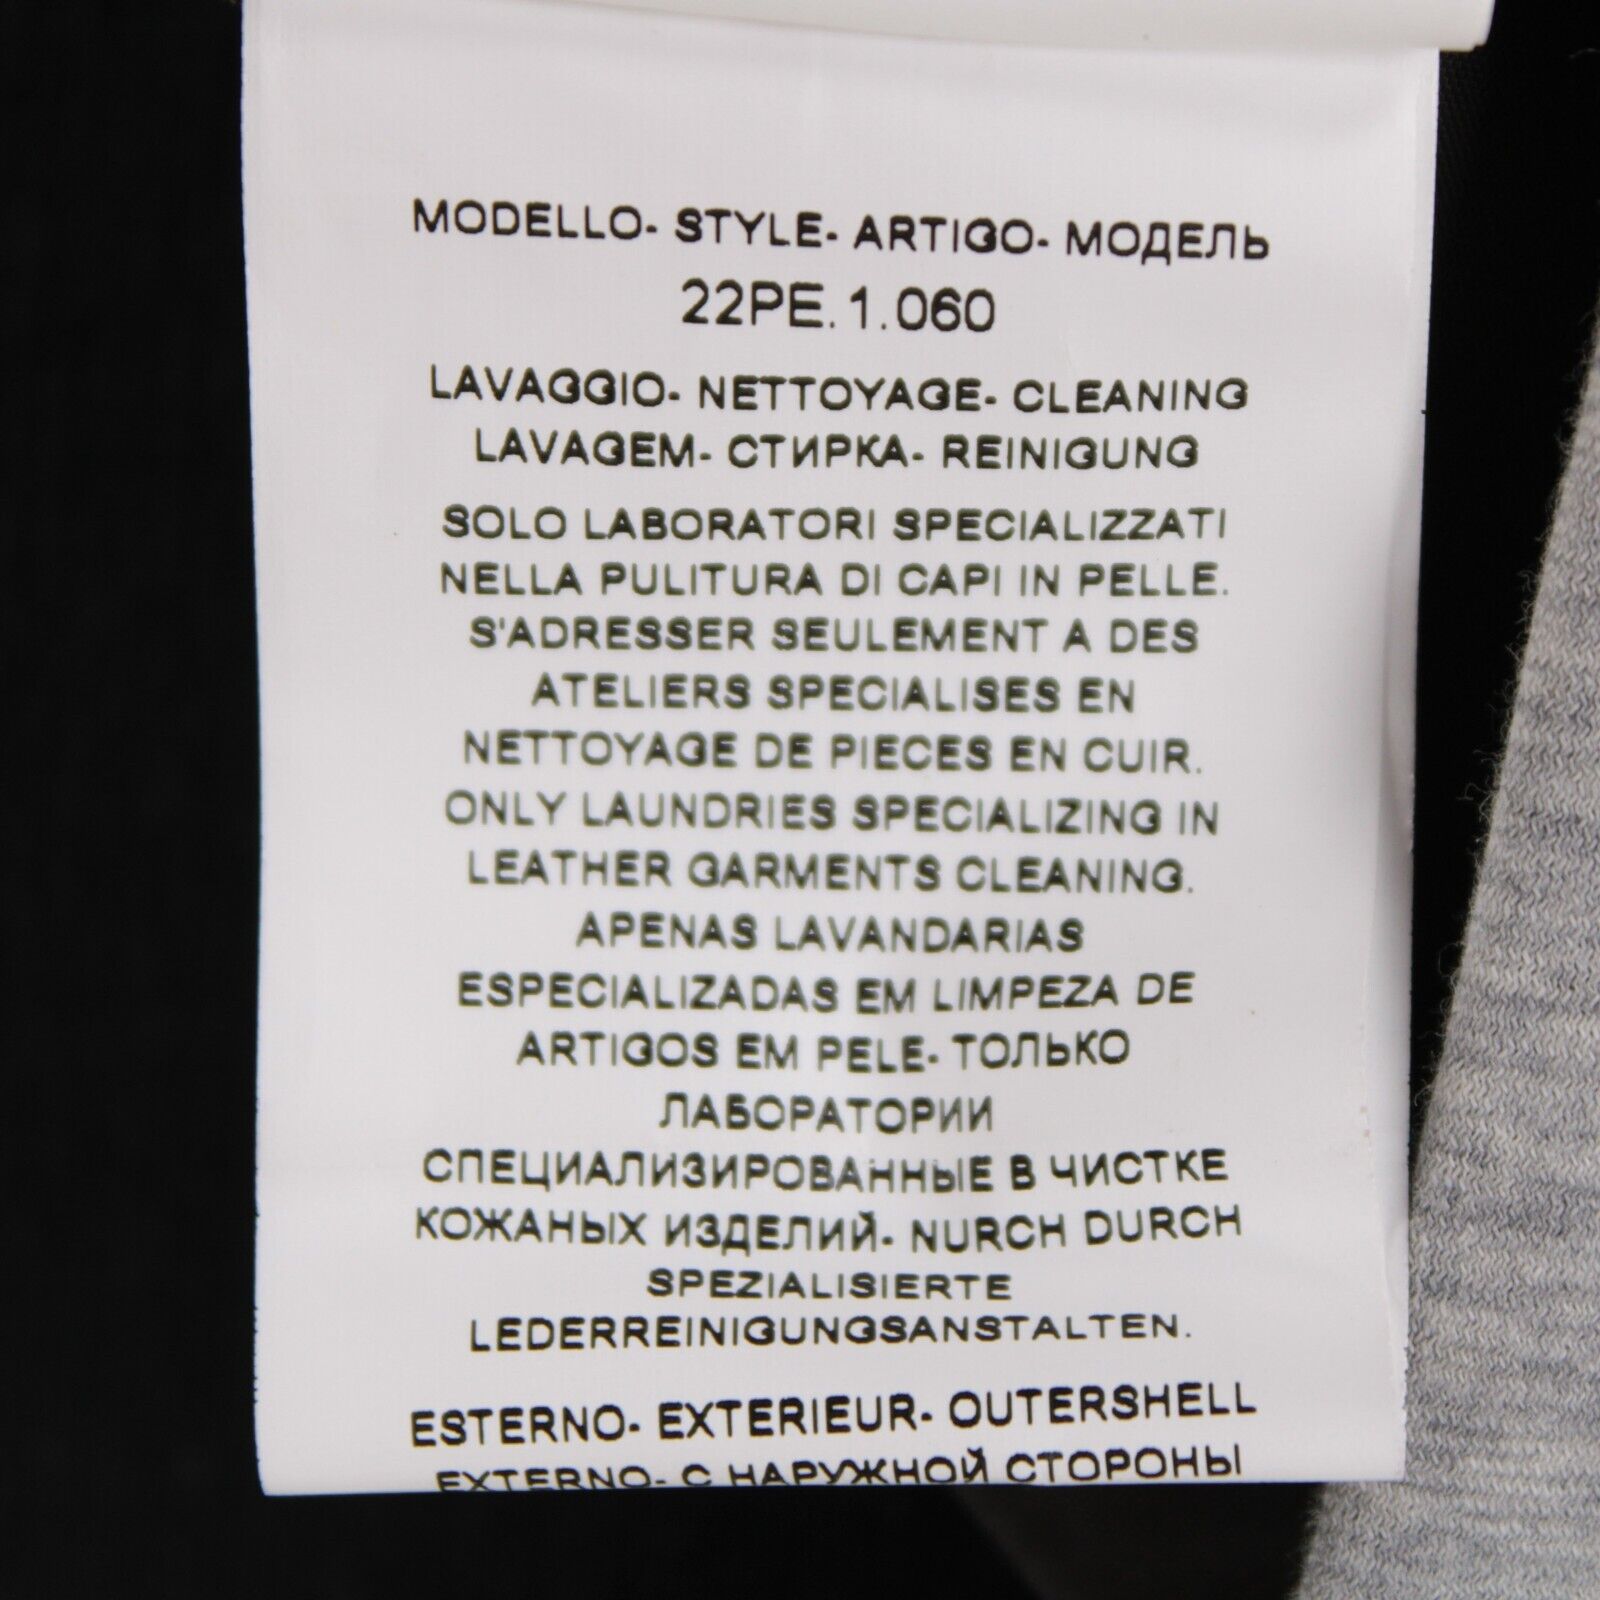 MODELLO- STYLE- ARTIGO- МОДЕЛЬ
22PE.1.060
LAVAGGIO- NETTOYAGE- CLEANING
LAVAGEM- СТИРКА- REINIGUNG
SOLO LABORATORI SPECIALIZZATI
NELLA PULITURA DI CAPI IN PELLE.
S'ADRESSER SEULEMENT A DES
ATELIERS SPECIALISES EN
NETTOYAGE DE PIECES EN CUIR.
ONLY LAUNDRIES SPECIALIZING IN
LEATHER GARMENTS CLEANING.
APENAS LAVANDARIAS
ESPECIALIZADAS EM LIMPEZA DE
ARTIGOS EM PELE- ТОЛЬКО
ЛАБОРАТОРИИ
СПЕЦИАЛИЗИРОВАННЫЕ В ЧИСТКЕ
КОЖАНЫХ ИЗДЕЛИЙ- NURCH DURCH
SPEZIALISIERTE
LEDERREINIGUNGSANSTALTEN.
ESTERNO- EXTERIEUR- OUTERSHELL
EXTERNO- С НАРУЖНОЙ СТОРОНЫ